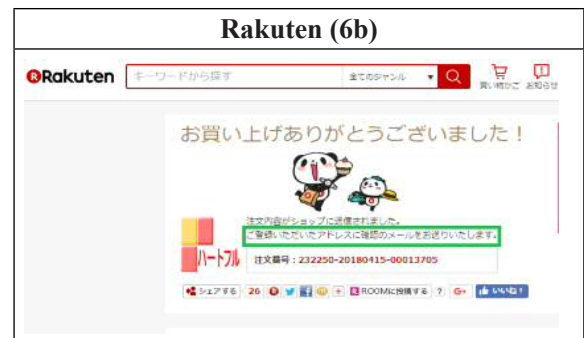 Rakuten (6b)
Rakuten
キーワードから探す
全てのジャンル
買い物かご
お知らせ
お買い上げありがとうございました!
注文内容がショップに送信されました。
ご登録いただいたアドレスに確認のメールをお送りいたします。
ハートフル
注文番号:232250-20180415-00013705
シェアする 26 ROOMに投稿する ? G+ いいね!